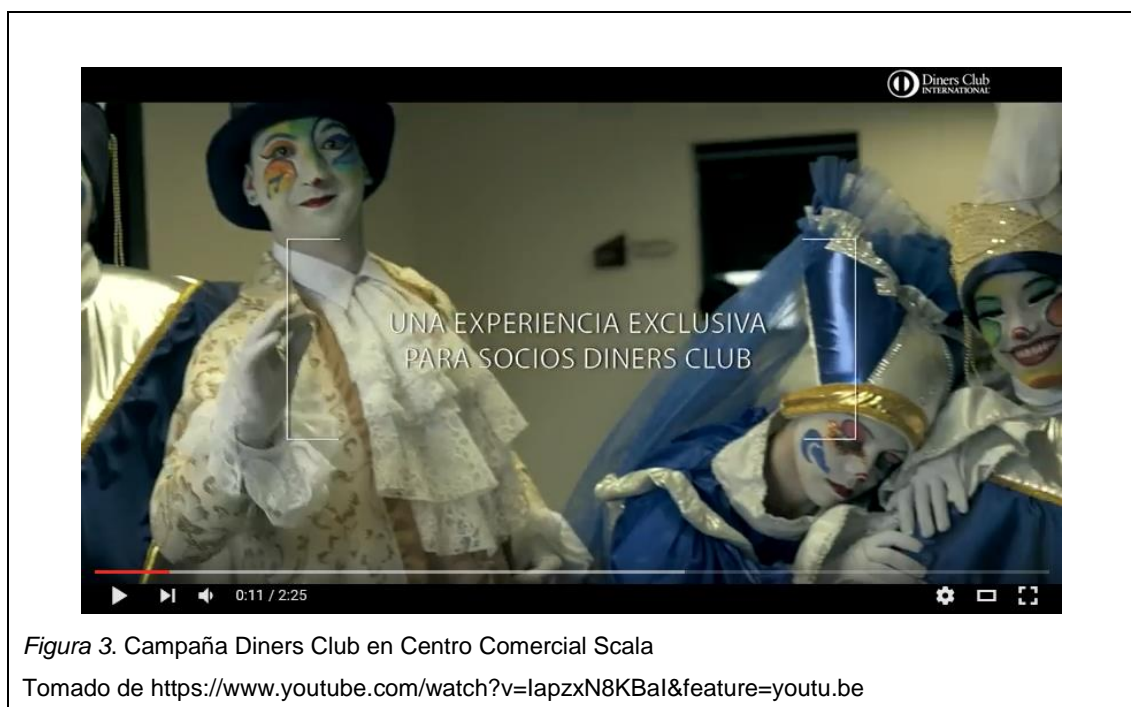 Diners Club
INTERNATIONAL
UNA EXPERIENCIA EXCLUSIVA
PARA SOCIOS DINERS CLUB
0:11 / 2:25
Figura 3. Campaña Diners Club en Centro Comercial Scala
Tomado de https://www.youtube.com/watch?v=IapzxN8KBaI&feature=youtu.be